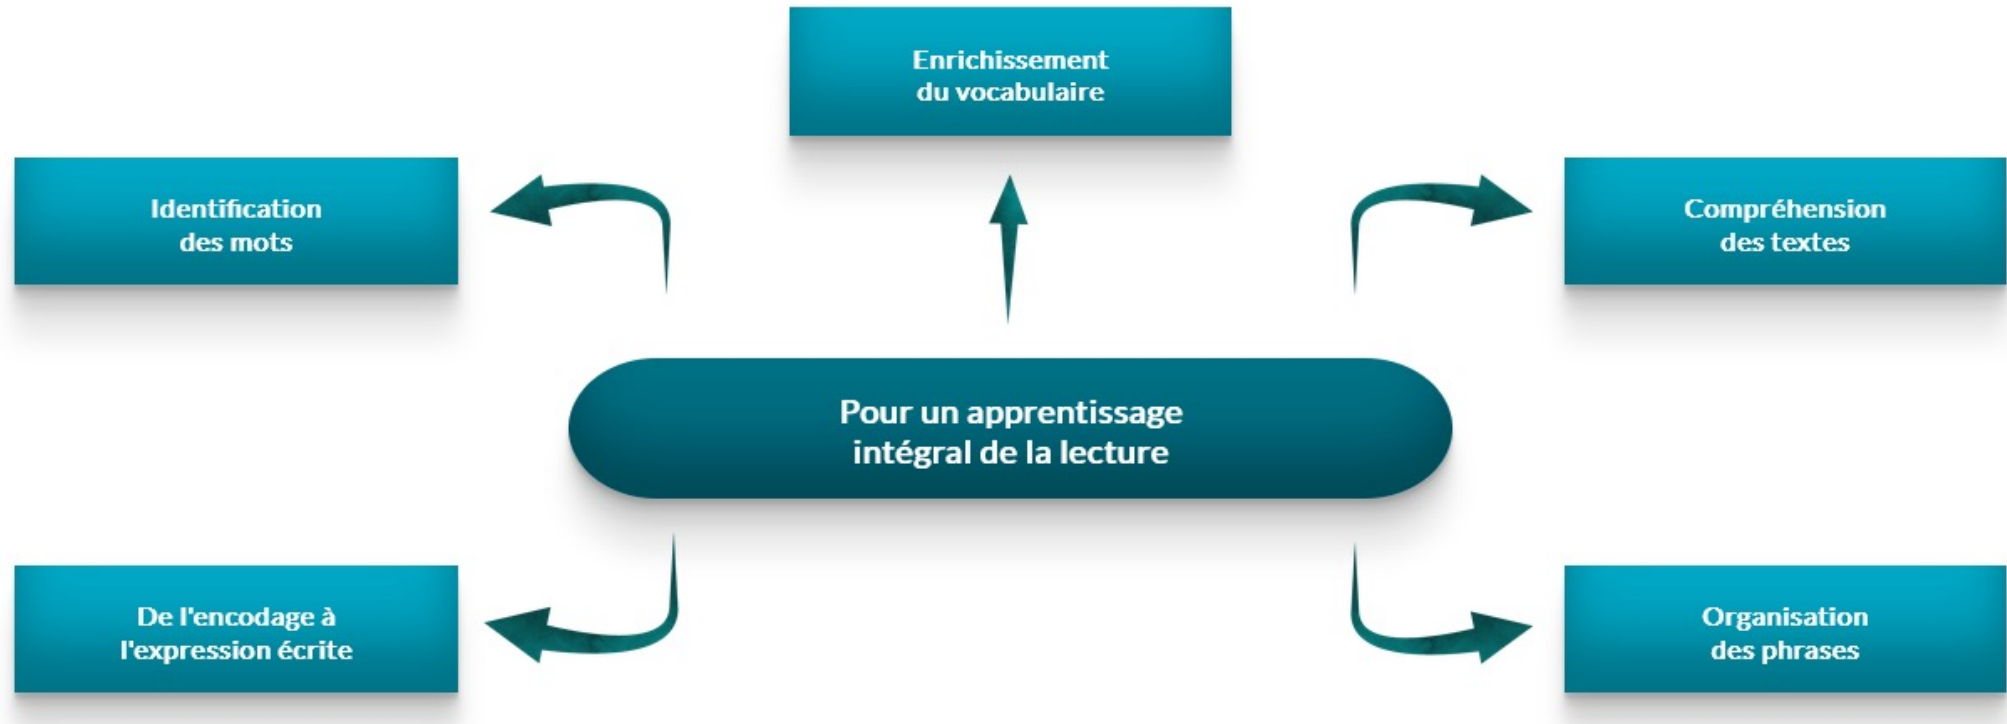 Enrichissement
du vocabulaire
Identification
des mots
Compréhension
des textes
Pour un apprentissage
intégral de la lecture
De l'encodage à
l'expression écrite
Organisation
des phrases